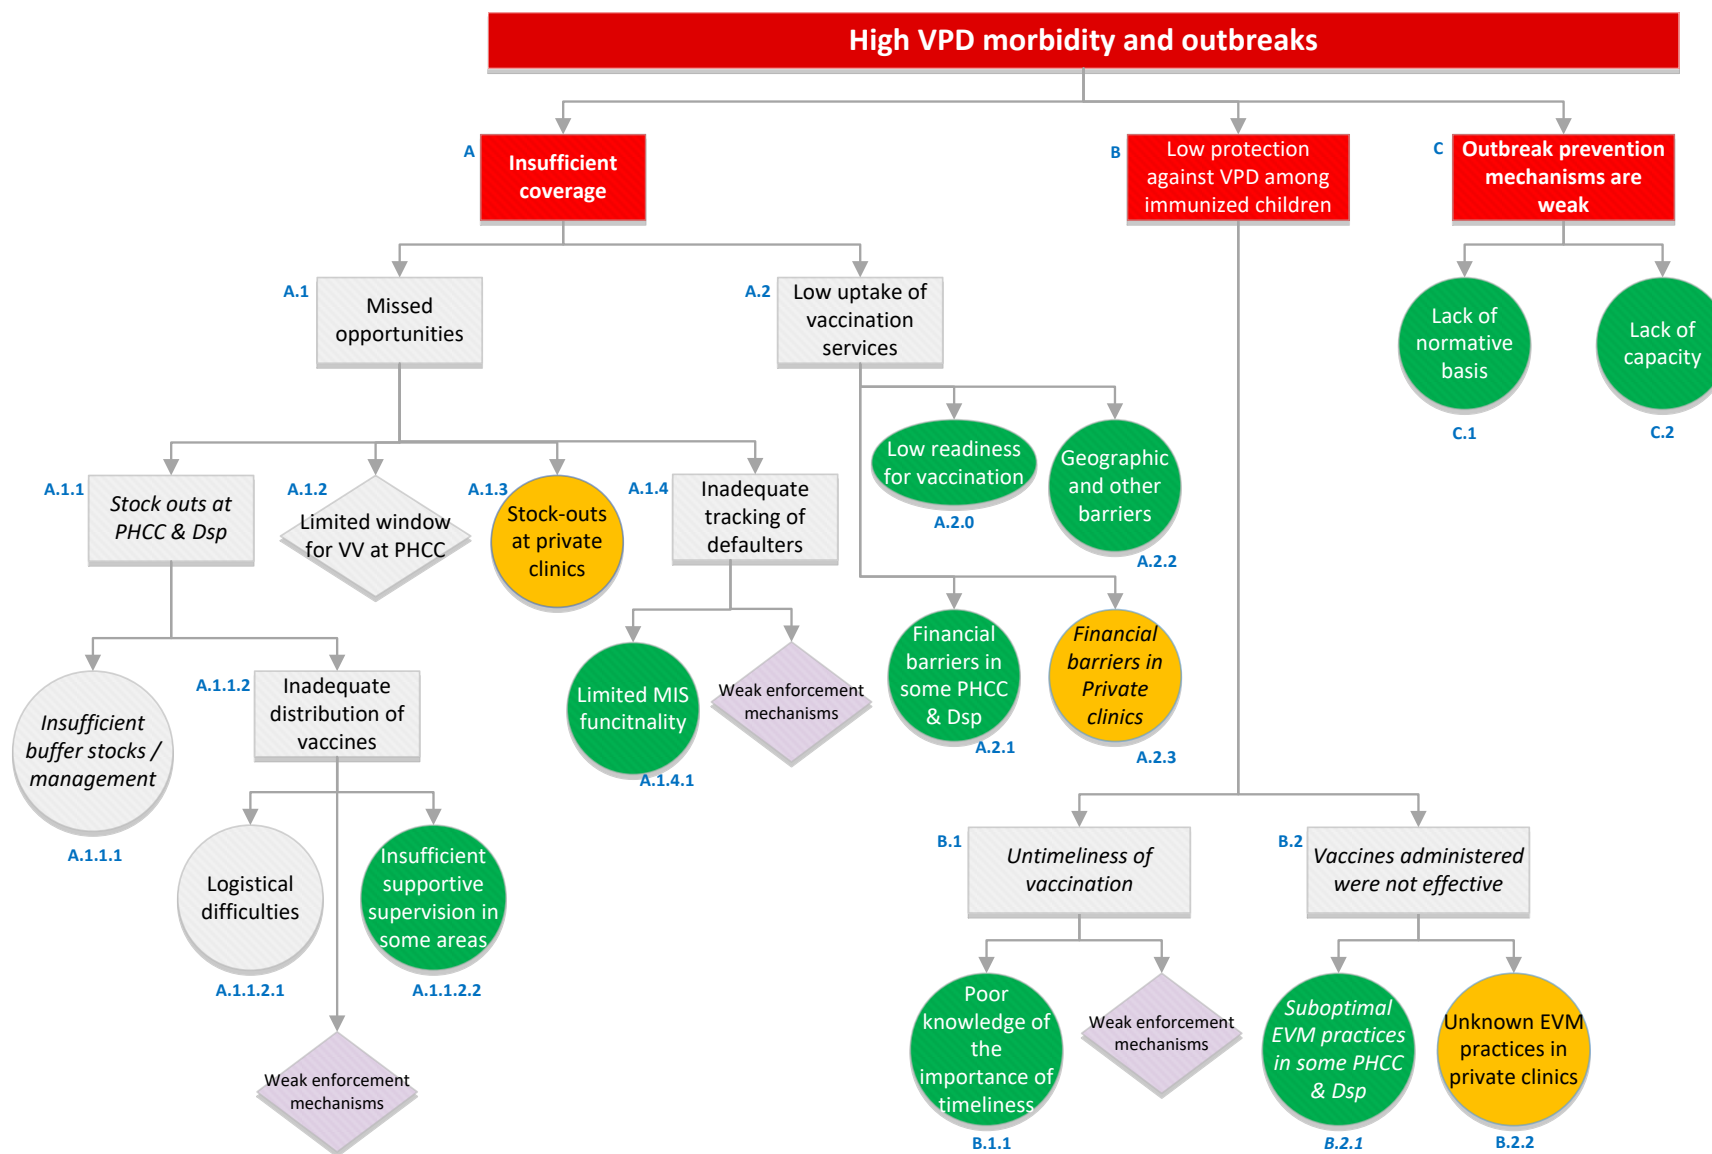 High VPD morbidity and outbreaks
A
Insufficient
coverage
B
Low protection
against VPD among
immunized children
C
Outbreak prevention
mechanisms are
weak
A.1
Missed
opportunities
A.2
Low uptake of
vaccination
services
Lack of
normative
basis
C.1
Lack of
capacity
C.2
A.1.1
Stock outs at
PHCC & Dsp
A.1.2
Limited window
for VV at PHCC
A.1.3
Stock-outs
at private
clinics
A.1.4
Inadequate
tracking of
defaulters
Low readiness
for vaccination
A.2.0
Geographic
and other
barriers
A.2.2
Insufficient
buffer stocks /
management
A.1.1.1
A.1.1.2
Inadequate
distribution of
vaccines
Limited MIS
funcitnality
A.1.4.1
Weak enforcement
mechanisms
Financial
barriers in
some PHCC
& Dsp
A.2.1
Financial
barriers in
Private
clinics
A.2.3
Logistical
difficulties
A.1.1.2.1
Insufficient
supportive
supervision in
some areas
A.1.1.2.2
Weak enforcement
mechanisms
B.1
Untimeliness of
vaccination
B.2
Vaccines administered
were not effective
Poor
knowledge of
the
importance of
timeliness
B.1.1
Weak enforcement
mechanisms
Suboptimal
EVM practices
in some PHCC
& Dsp
B.2.1
Unknown EVM
practices in
private clinics
B.2.2